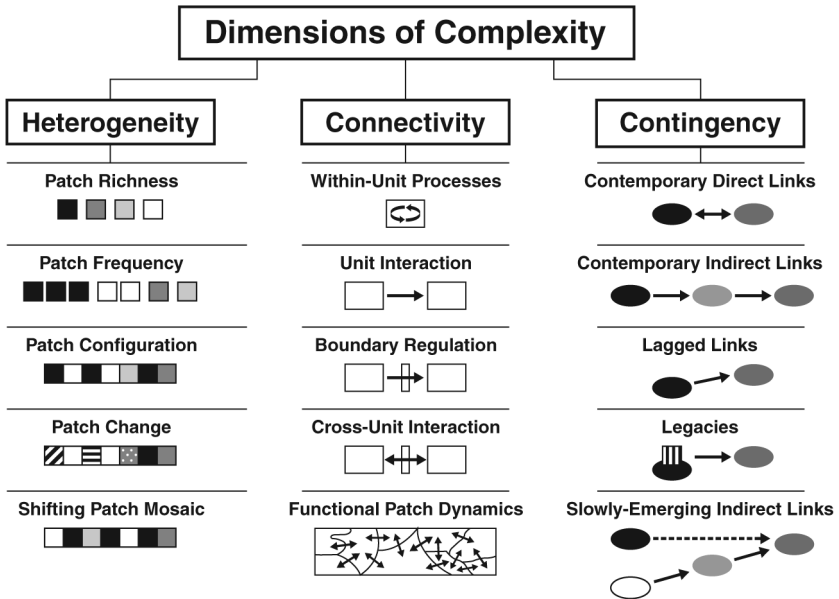 Dimensions of Complexity
Heterogeneity
Connectivity
Contingency
Patch Richness
Within-Unit Processes
Contemporary Direct Links
Patch Frequency
Unit Interaction
Contemporary Indirect Links
Patch Configuration
Boundary Regulation
Lagged Links
Patch Change
Cross-Unit Interaction
Legacies
Shifting Patch Mosaic
Functional Patch Dynamics
Slowly-Emerging Indirect Links